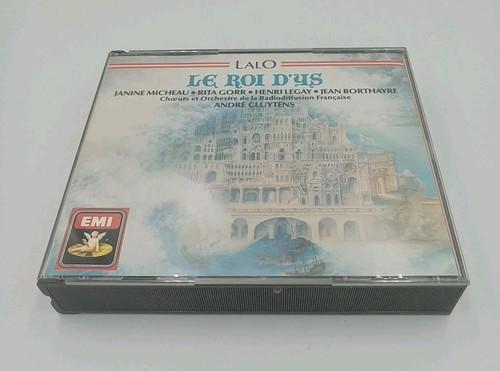 LALO
LE ROI D'YS
JANINE MICHEAU • RITA GORR • HENRI LEGAY • JEAN BORTHAYRE
Chœurs et Orchestre de la Radiodiffusion Française
ANDRÉ CLUYTENS
EMI